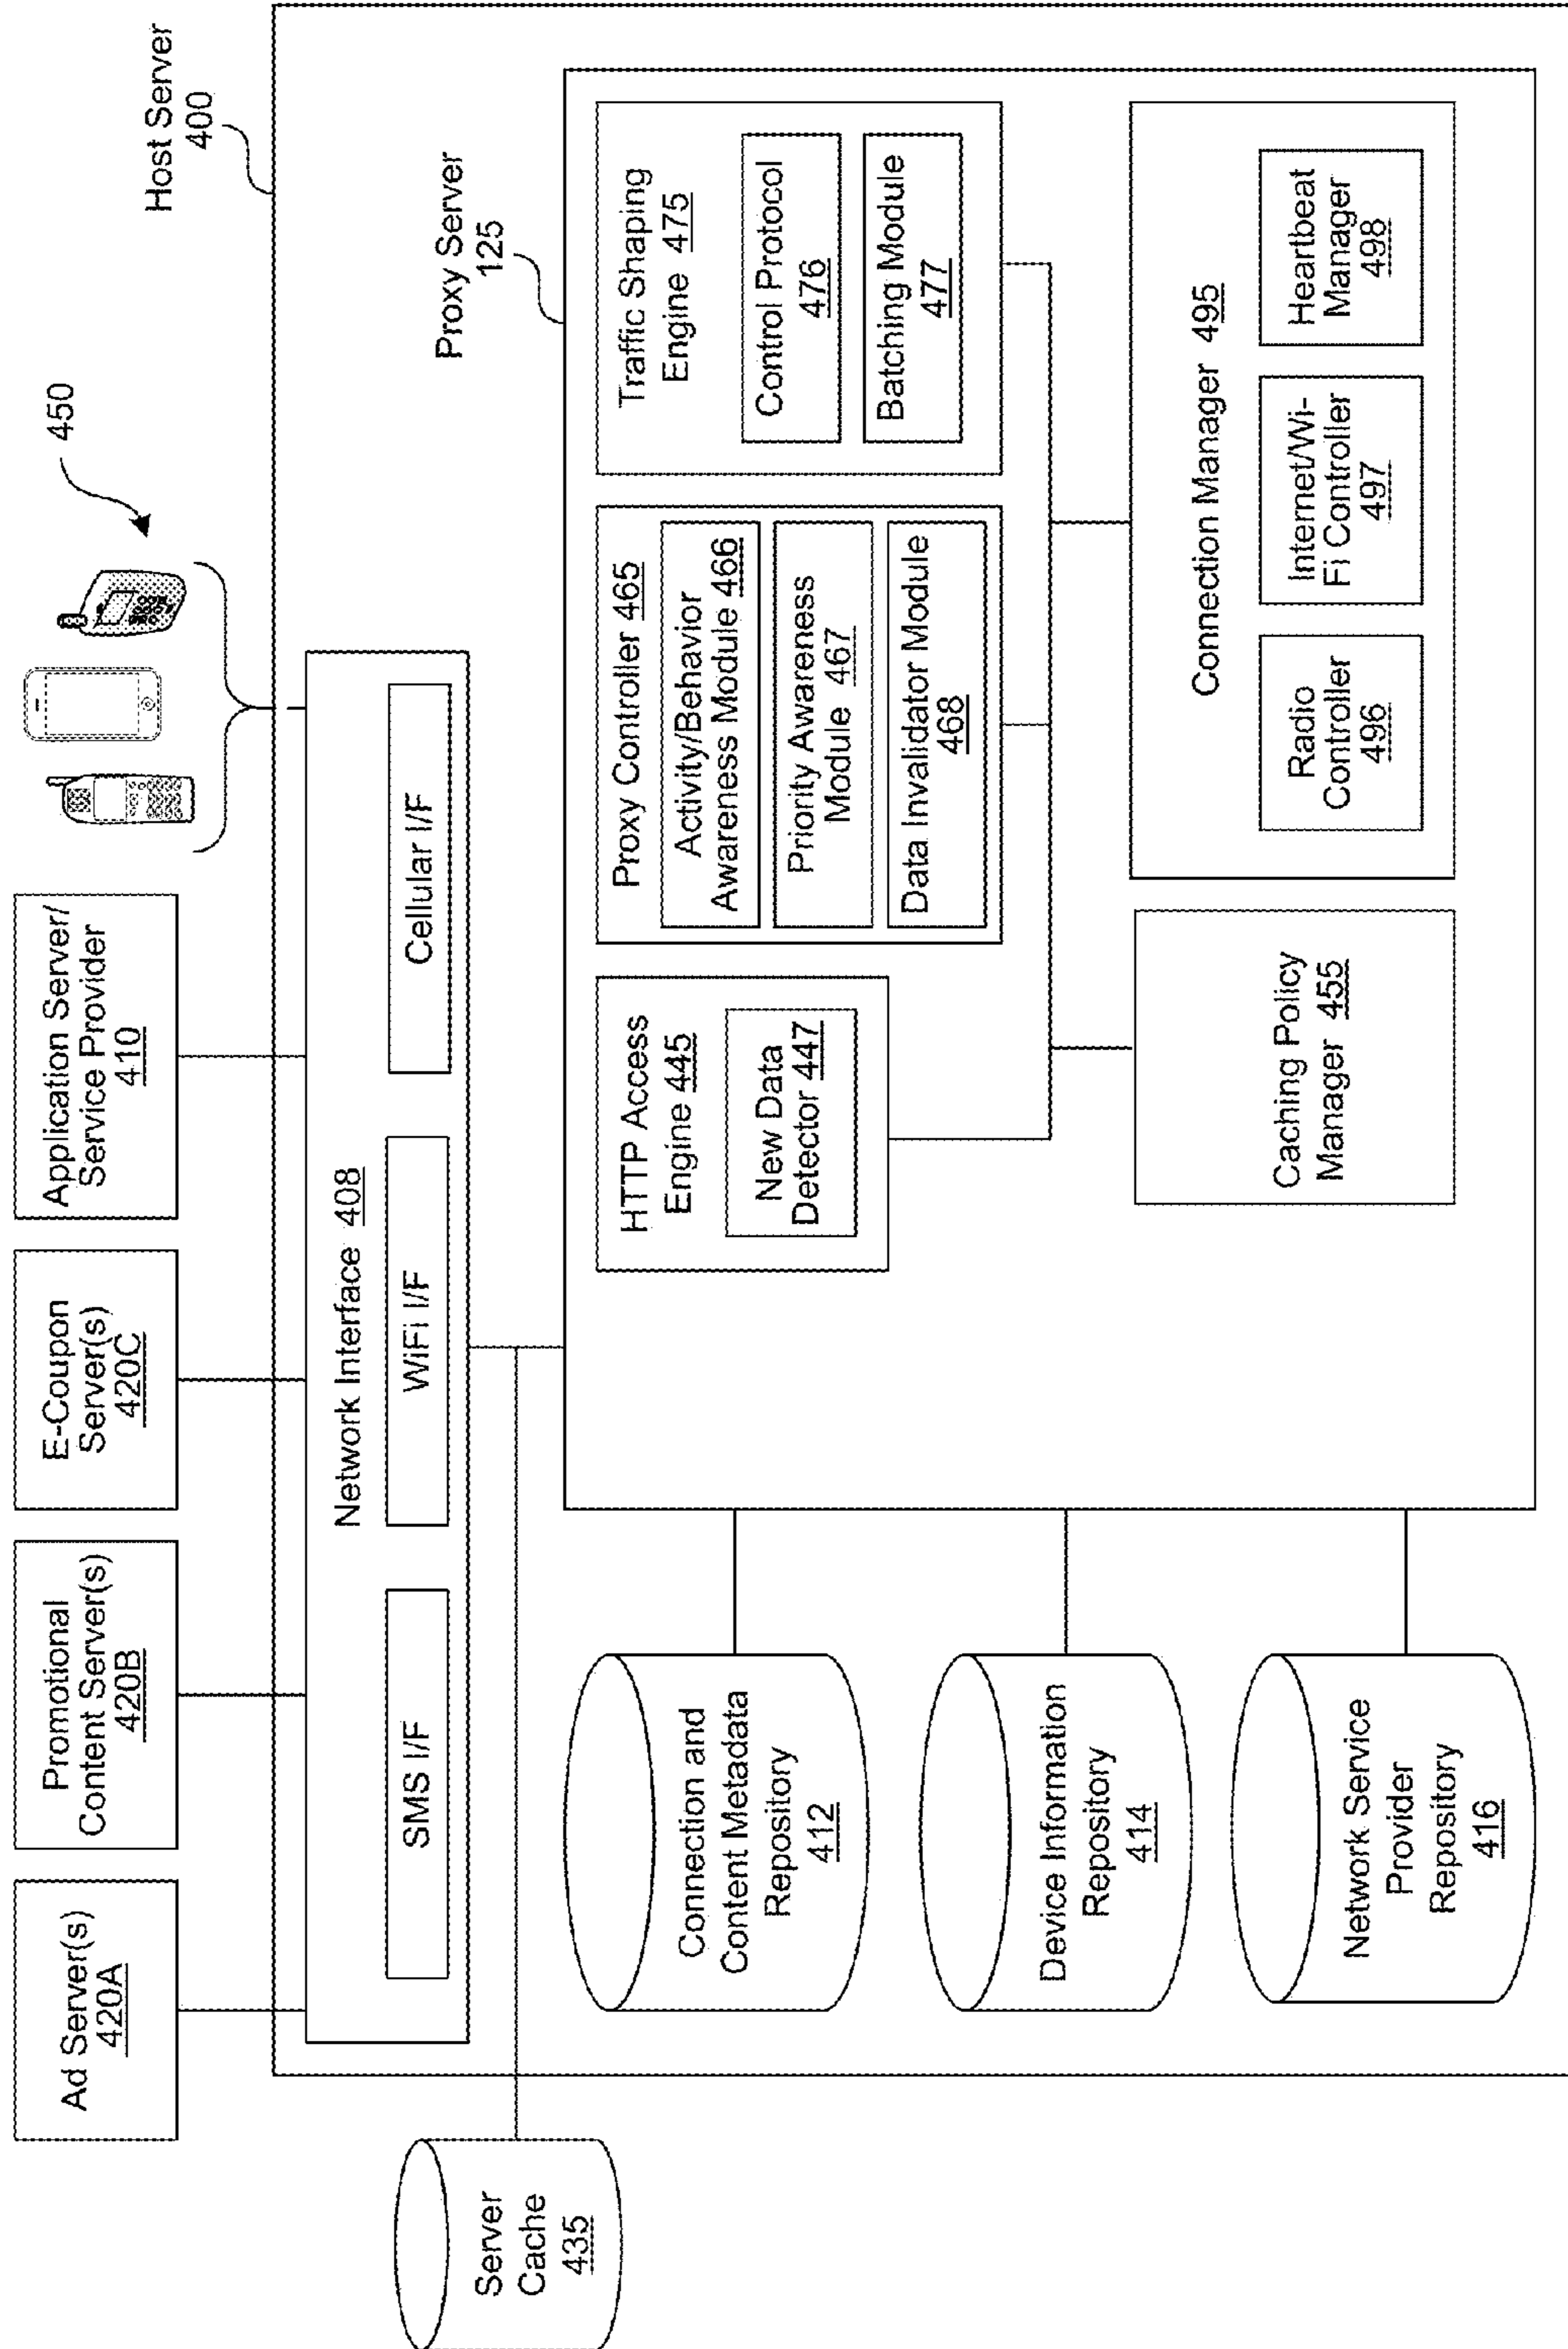 Ad Server(s)
420A
Promotional
Content Server(s)
420B
E-Coupon
Server(s)
420C
Application Server/
Service Provider
410
450
Host Server
400
Network Interface 408
SMS I/F
WiFi I/F
Cellular I/F
Server
Cache
435
Proxy Server
125
Connection and
Content Metadata
Repository
412
Device Information
Repository
414
Network Service
Provider
Repository
416
HTTP Access
Engine 445
New Data
Detector 447
Proxy Controller 465
Activity/Behavior
Awareness Module 466
Priority Awareness
Module 467
Data Invalidator Module
468
Traffic Shaping
Engine 475
Control Protocol
476
Batching Module
477
Caching Policy
Manager 455
Connection Manager 495
Radio
Controller
496
Internet/Wi-
Fi Controller
497
Heartbeat
Manager
498